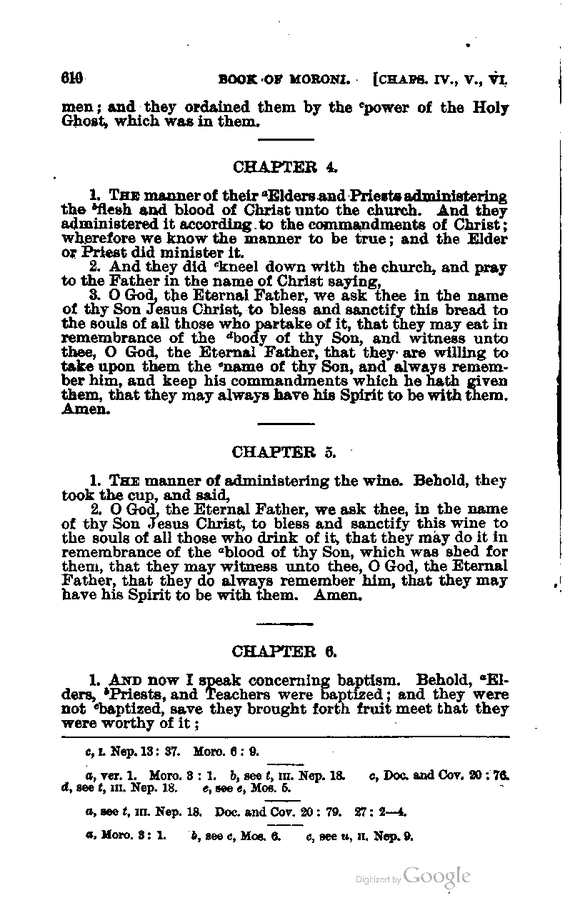 610 BOOK OF MORONI. [CHAPS. IV., V., VI.
men; and they ordained them by the ᶜpower of the Holy
Ghost, which was in them.
CHAPTER 4.
1. THE manner of their ᵃElders and Priests administering
the ᵇflesh and blood of Christ unto the church. And they
administered it according to the commandments of Christ;
wherefore we know the manner to be true; and the Elder
or Priest did minister it.
2. And they did ᶜkneel down with the church, and pray
to the Father in the name of Christ saying,
3. O God, the Eternal Father, we ask thee in the name
of thy Son Jesus Christ, to bless and sanctify this bread to
the souls of all those who partake of it, that they may eat in
remembrance of the ᵈbody of thy Son, and witness unto
thee, O God, the Eternal Father, that they are willing to
take upon them the ᵉname of thy Son, and always remem-
ber him, and keep his commandments which he hath given
them, that they may always have his Spirit to be with them.
Amen.
CHAPTER 5.
1. THE manner of administering the wine. Behold, they
took the cup, and said,
2. O God, the Eternal Father, we ask thee, in the name
of thy Son Jesus Christ, to bless and sanctify this wine to
the souls of all those who drink of it, that they may do it in
remembrance of the ᵃblood of thy Son, which was shed for
them, that they may witness unto thee, O God, the Eternal
Father, that they do always remember him, that they may
have his Spirit to be with them. Amen.
CHAPTER 6.
1. AND now I speak concerning baptism. Behold, ᵃEl-
ders, ᵇPriests, and Teachers were baptized; and they were
not ᶜbaptized, save they brought forth fruit meet that they
were worthy of it;
c, I. Nep. 13: 37. Moro. 6: 9.
a, ver. 1. Moro. 3: 1. b, see t, III. Nep. 18. c, Doc. and Cov. 20: 76.
d, see t, III. Nep. 18. e, see e, Mos. 5.
a, see t, III. Nep. 18. Doc. and Cov. 20: 79. 27: 2—4.
a, Moro. 3: 1. b, see c, Mos. 6. c, see u, II. Nep. 9.
Digitized by Google